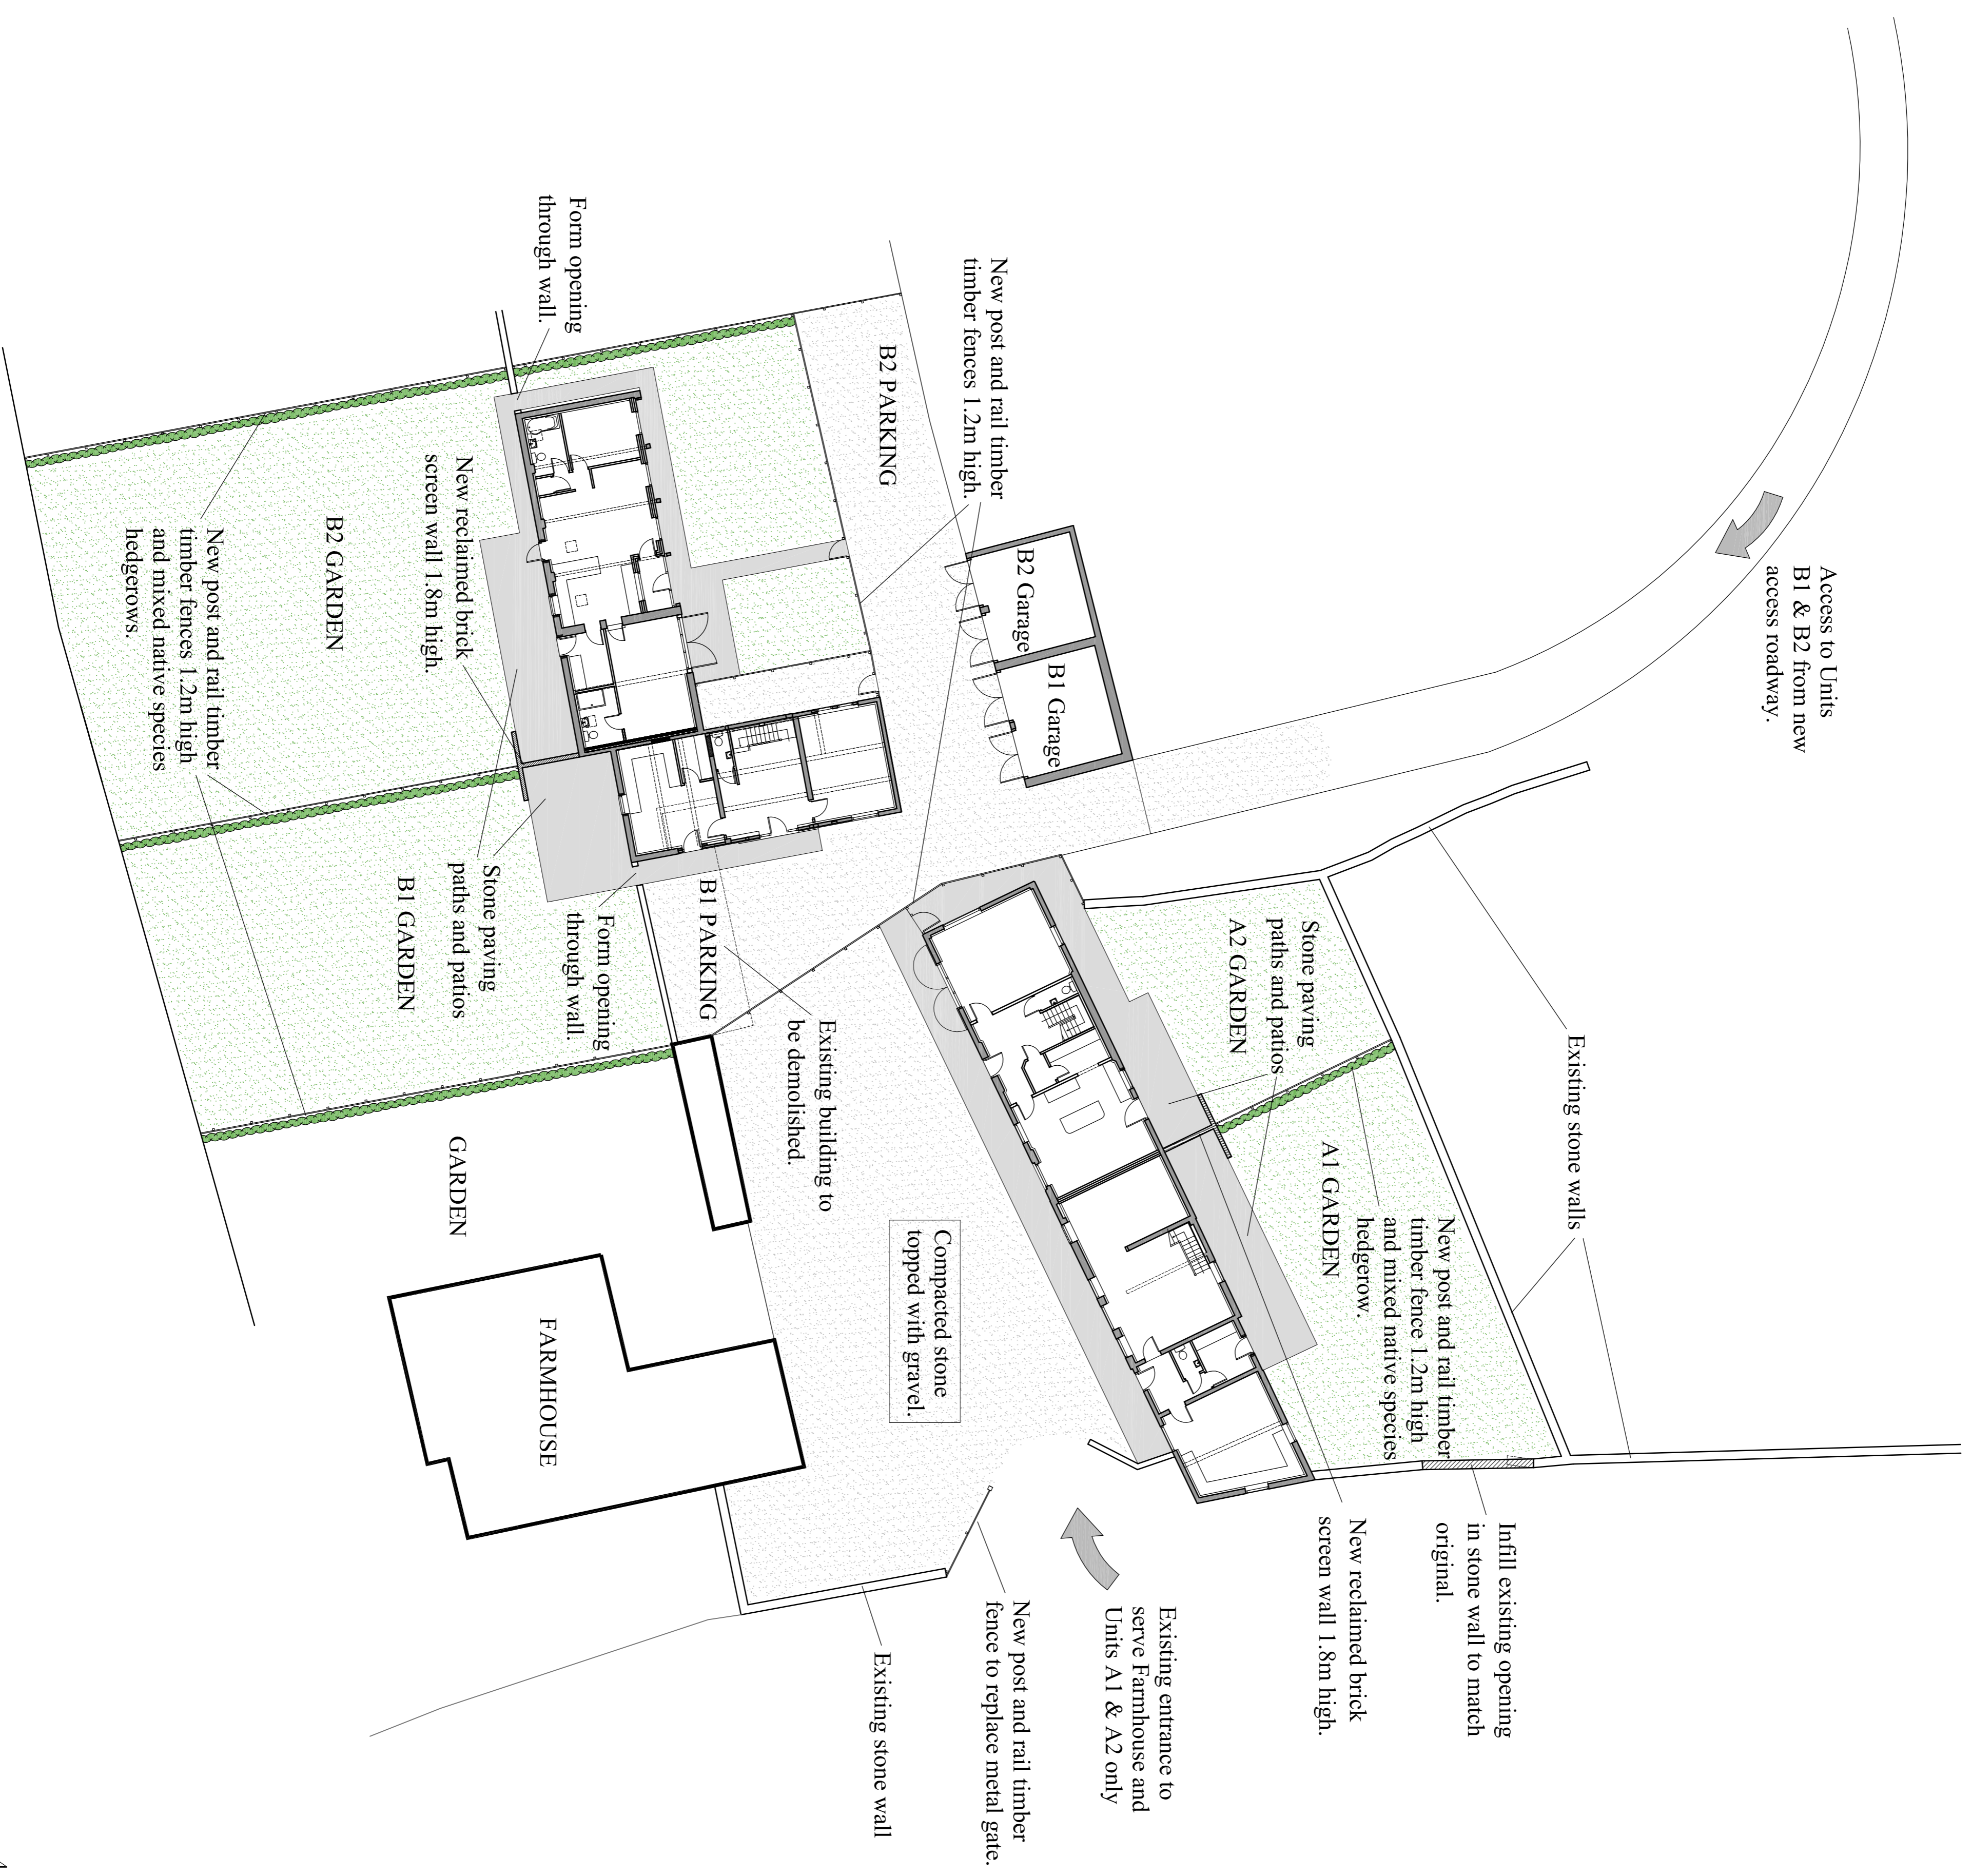 Access to Units
B1 & B2 from new
access roadway.
Existing stone walls
New post and rail timber
timber fence 1.2m high
and mixed native species
hedgerow.
Infill existing opening
in stone wall to match
original.
Stone paving
paths and patios
A2 GARDEN
A1 GARDEN
New reclaimed brick
screen wall 1.8m high.
Existing entrance to
serve Farmhouse and
Units A1 & A2 only
B2 Garage
B1 Garage
New post and rail timber
timber fences 1.2m high.
New post and rail timber
fence to replace metal gate.
Compacted stone
topped with gravel.
B2 PARKING
Existing stone wall
Existing building to
be demolished.
B1 PARKING
Form opening
through wall.
Form opening
through wall.
FARMHOUSE
New reclaimed brick
screen wall 1.8m high.
Stone paving
paths and patios
GARDEN
B1 GARDEN
B2 GARDEN
New post and rail timber
timber fences 1.2m high
and mixed native species
hedgerows.